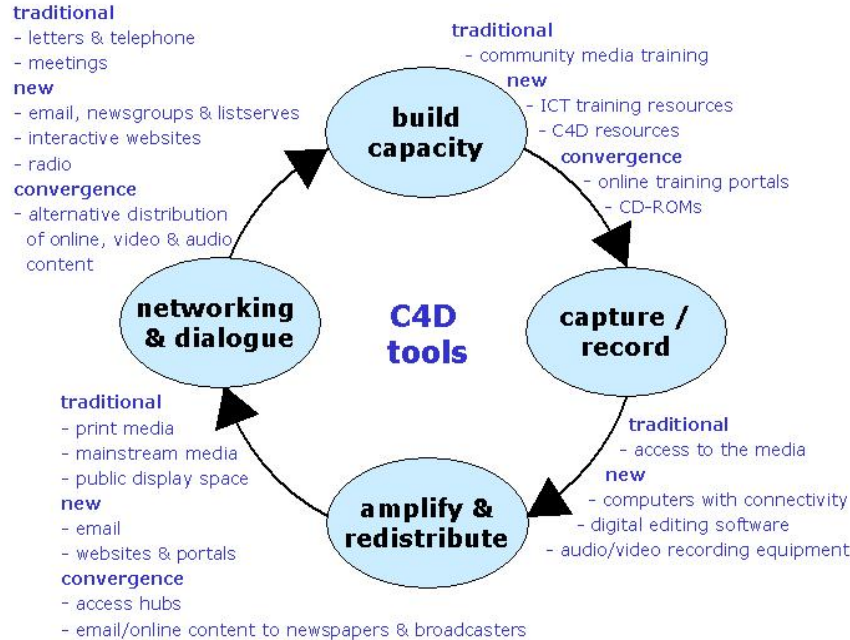 traditional
- letters & telephone
- meetings
new
- email, newsgroups & listserves
- interactive websites
- radio
convergence
- alternative distribution
of online, video & audio
content
build
capacity
traditional
- community media training
new
- ICT training resources
- C4D resources
convergence
- online training portals
- CD-ROMs
networking
& dialogue
C4D
tools
capture /
record
traditional
- print media
- mainstream media
- public display space
new
- email
- websites & portals
convergence
- access hubs
- email/online content to newspapers & broadcasters
amplify &
redistribute
traditional
- access to the media
new
- computers with connectivity
- digital editing software
- audio/video recording equipment